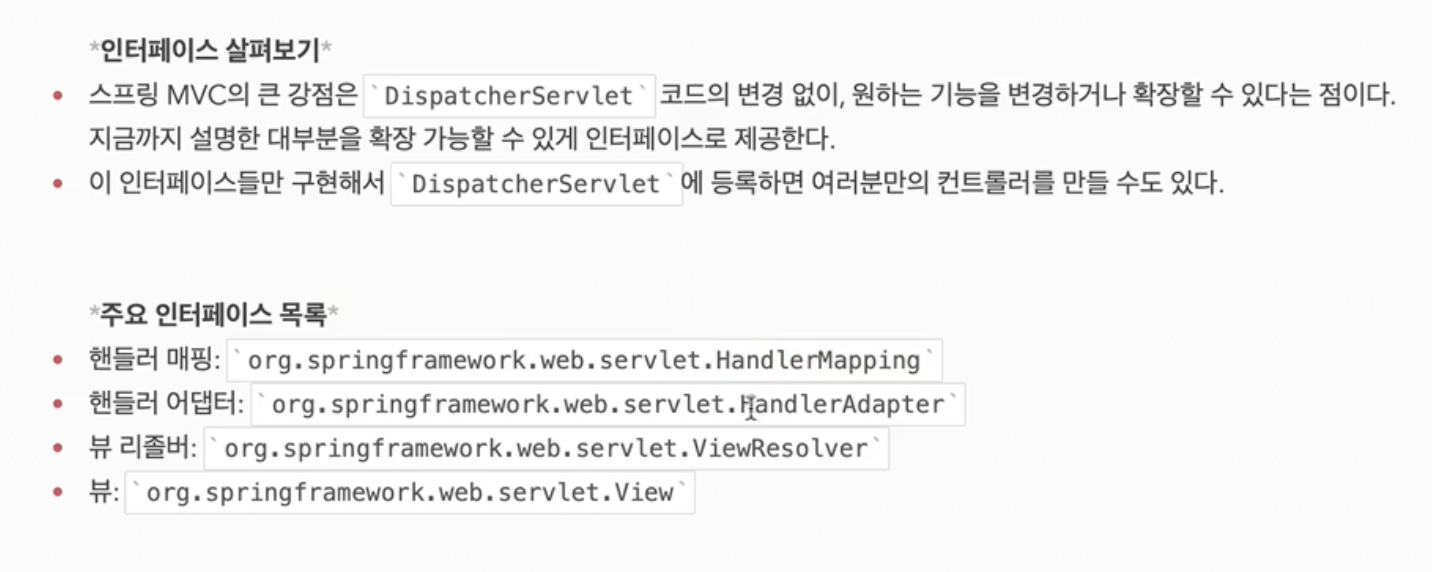 *인터페이스 살펴보기*
• 스프링 MVC의 큰 강점은 `DispatcherServlet` 코드의 변경 없이, 원하는 기능을 변경하거나 확장할 수 있다는 점이다.
지금까지 설명한 대부분을 확장 가능할 수 있게 인터페이스로 제공한다.
• 이 인터페이스들만 구현해서 `DispatcherServlet`에 등록하면 여러분만의 컨트롤러를 만들 수도 있다.
*주요 인터페이스 목록*
• 핸들러 매핑: `org.springframework.web.servlet.HandlerMapping`
• 핸들러 어댑터: `org.springframework.web.servlet.HandlerAdapter`
• 뷰 리졸버: `org.springframework.web.servlet.ViewResolver`
• 뷰: `org.springframework.web.servlet.View`